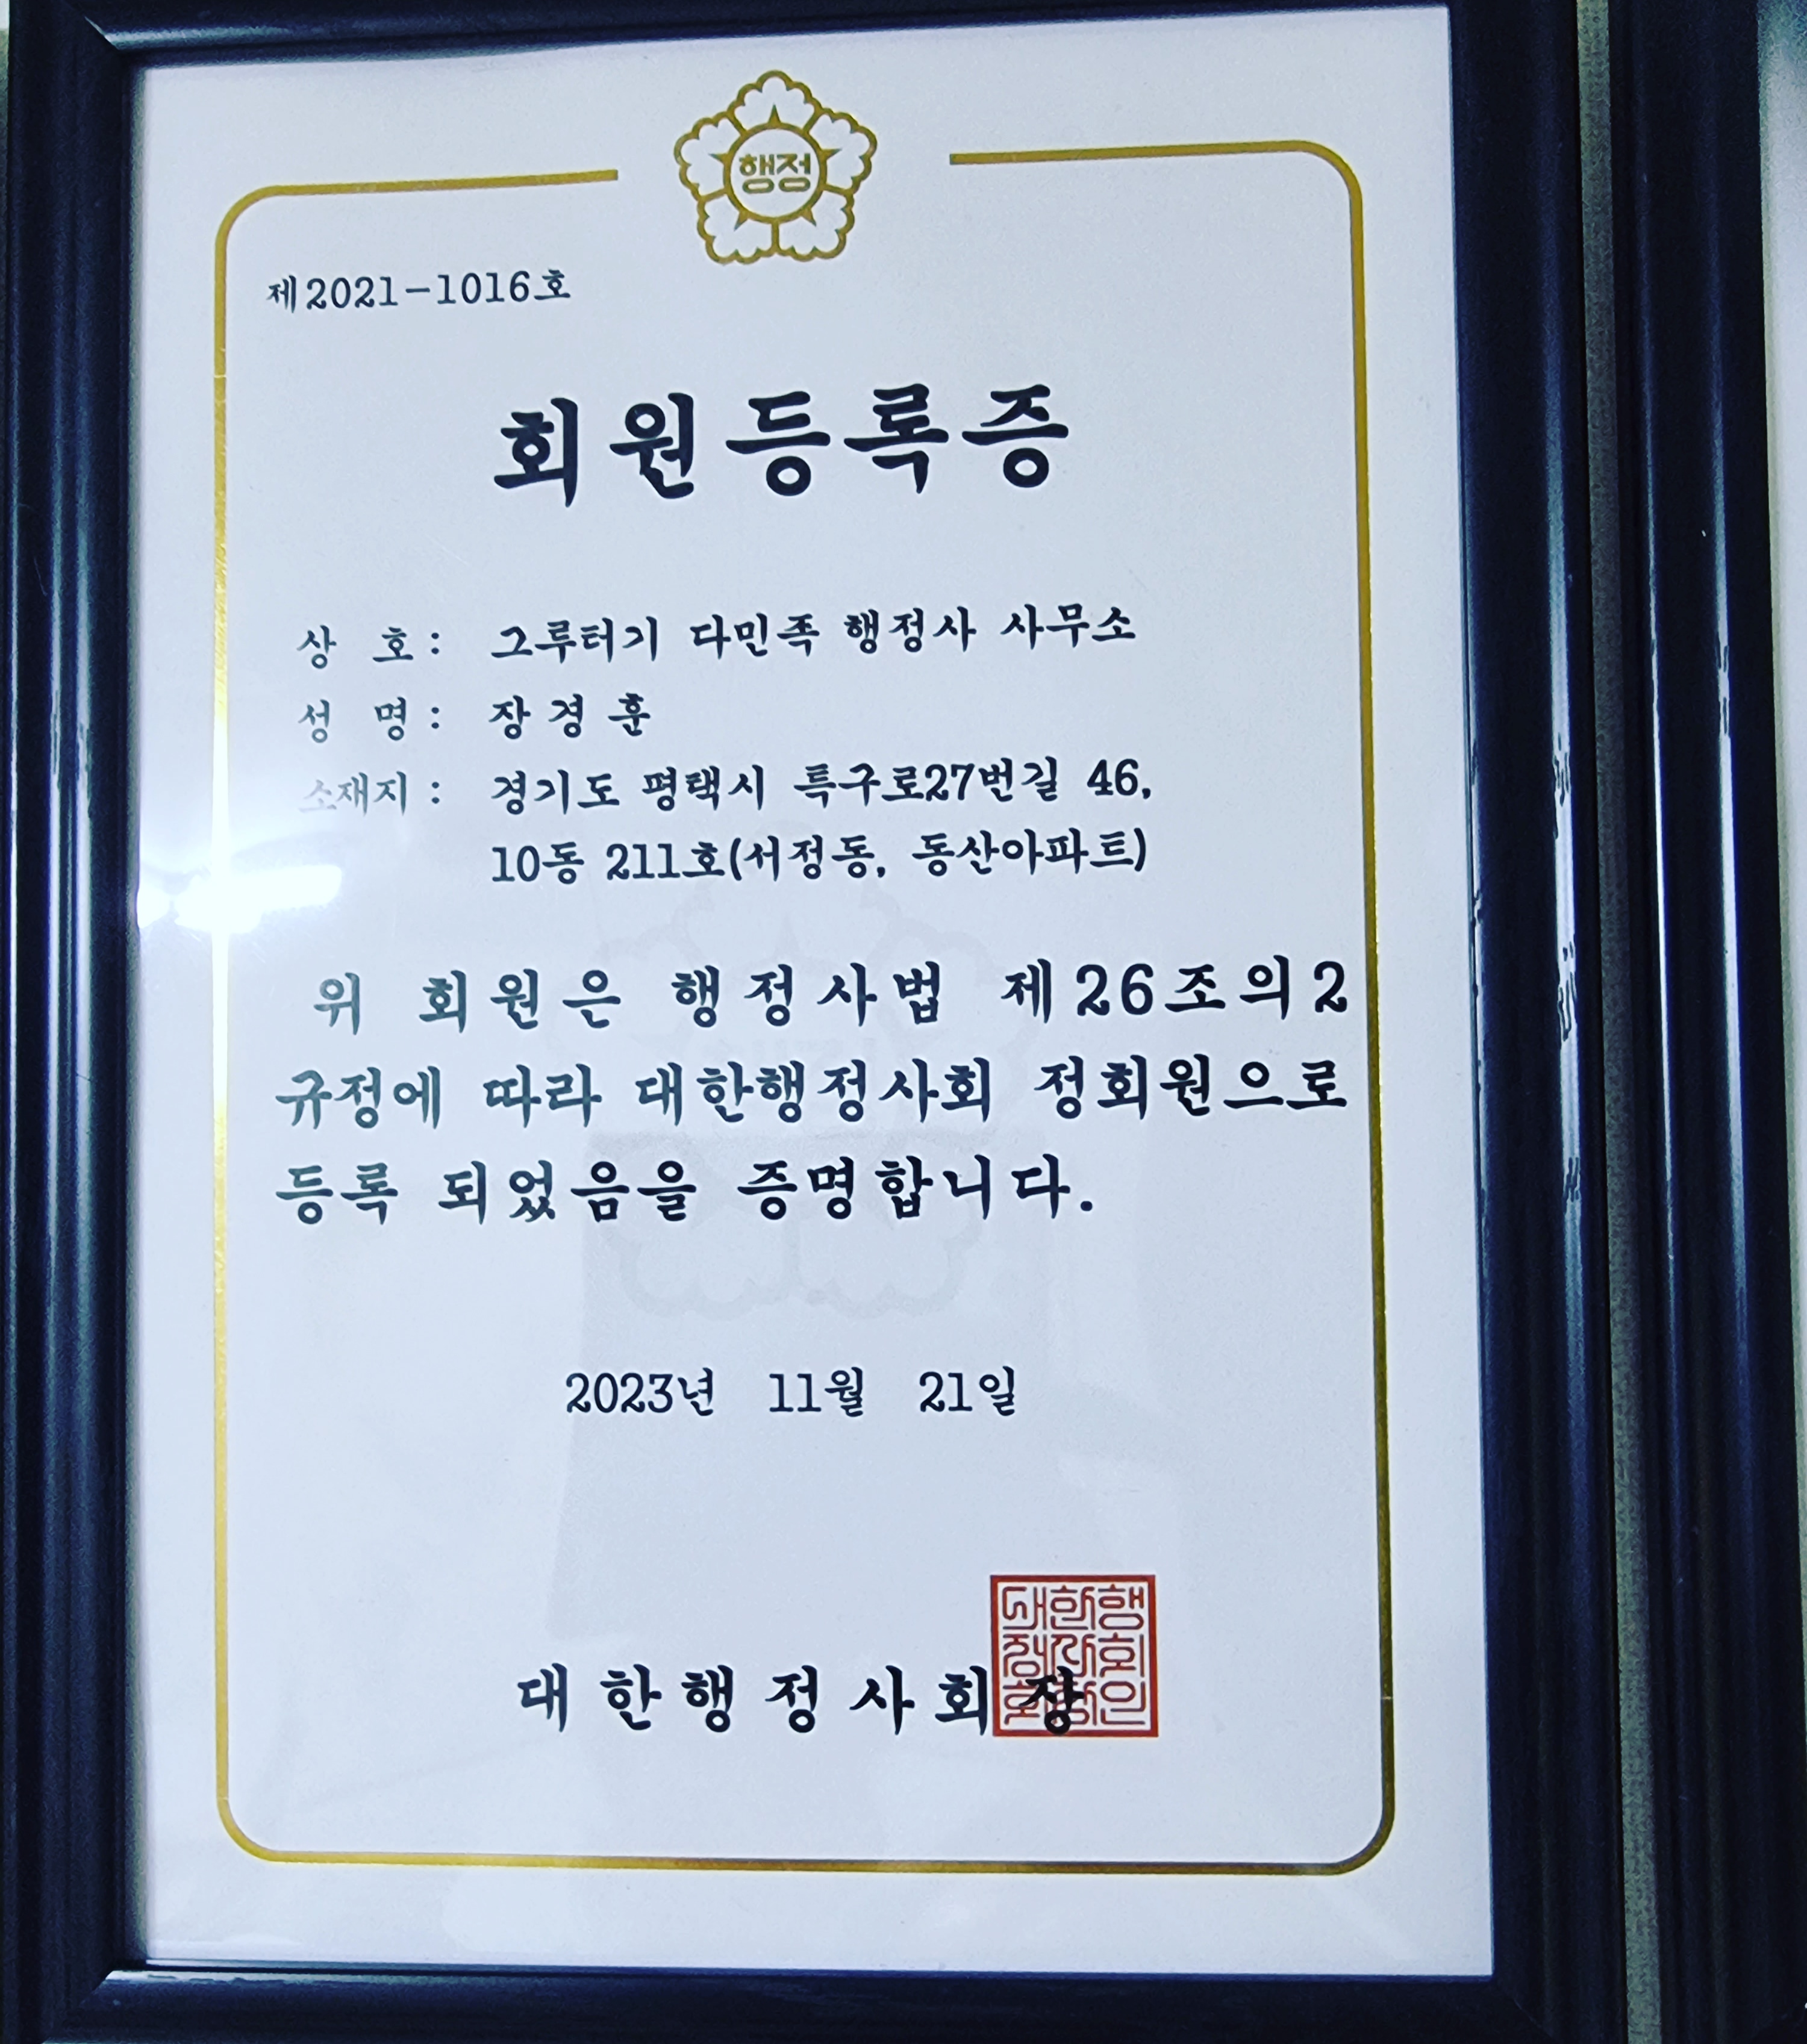 행정
제2021-1016호
회원등록증
상 호 : 그루터기 다민족 행정사 사무소
성 명 : 장경훈
소재지 : 경기도 평택시 특구로27번길 46,
10동 211호(서정동, 동산아파트)
위 회원은 행정사법 제26조의2
규정에 따라 대한행정사회 정회원으로
등록 되었음을 증명합니다.
2023년 11월 21일
대한행정사회장